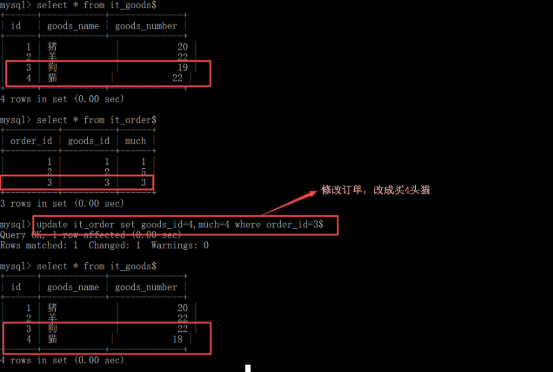 mysql> select * from it_goods$
id | goods_name | goods_number
1 | 猪 | 20
2 | 羊 | 22
3 | 狗 | 19
4 | 猫 | 22
4 rows in set (0.00 sec)
mysql> select * from it_order$
order_id | goods_id | much
1 | 1 | 1
2 | 2 | 5
3 | 3 | 3
3 rows in set (0.00 sec)
修改订单，改成买4头猫
mysql> update it_order set goods_id=4,much=4 where order_id=3$
Query OK, 1 row affected (0.00 sec)
Rows matched: 1  Changed: 1  Warnings: 0
mysql> select * from it_goods$
id | goods_name | goods_number
1 | 猪 | 20
2 | 羊 | 22
3 | 狗 | 22
4 | 猫 | 18
4 rows in set (0.00 sec)